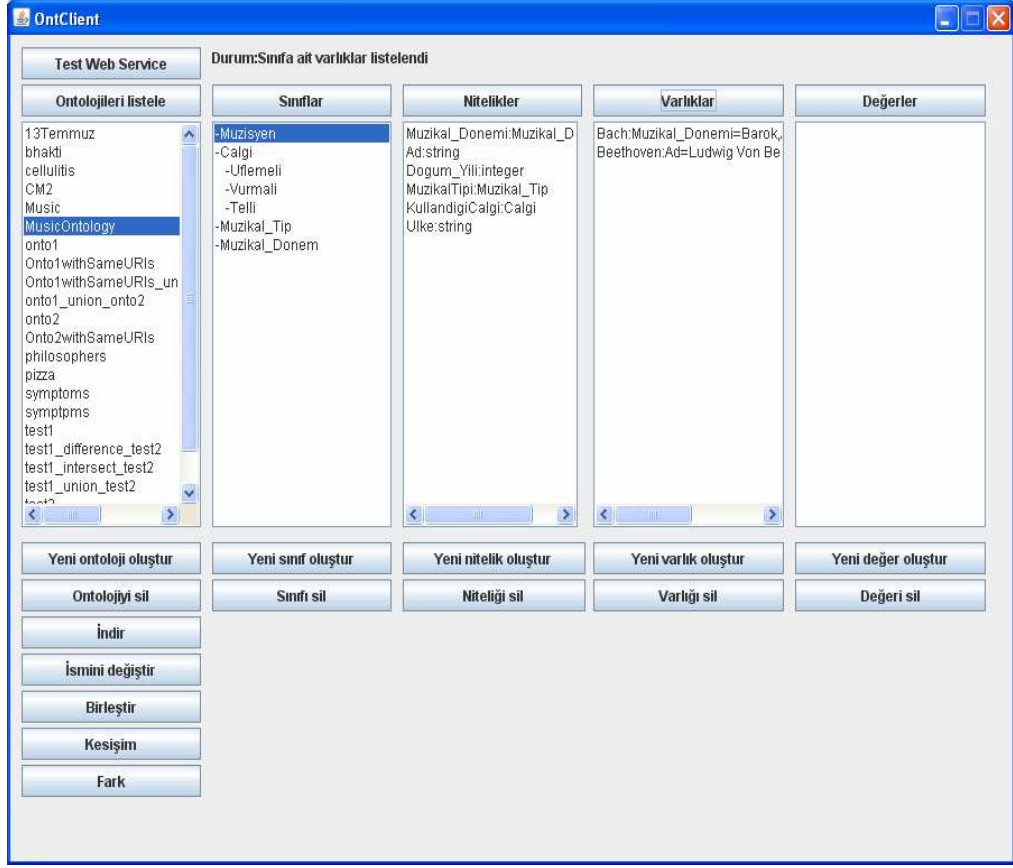 OntClient
Test Web Service
Durum:Sınıfa ait varlıklar listelendi
Ontolojileri listele
Sınıflar
Nitelikler
Varlıklar
Değerler
13Temmuz
bhakti
cellulitis
CM2
Music
MusicOntology
onto1
Onto1withSameURIs
Onto1withSameURIs_un
onto1_union_onto2
onto2
Onto2withSameURIs
philosophers
pizza
symptoms
symptpms
test1
test1_difference_test2
test1_intersect_test2
test1_union_test2
test2
-Muzisyen
-Calgi
-Uflemeli
-Vurmali
-Telli
-Muzikal_Tip
-Muzikal_Donem
Muzikal_Donemi:Muzikal_D
Ad:string
Dogum_Yili:integer
MuzikalTipi:Muzikal_Tip
KullandigiCalgi:Calgi
Ulke:string
Bach:Muzikal_Donemi=Barok,
Beethoven:Ad=Ludwig Von Be
Yeni ontoloji oluştur
Yeni sınıf oluştur
Yeni nitelik oluştur
Yeni varlık oluştur
Yeni değer oluştur
Ontolojiyi sil
Sınıfı sil
Niteliği sil
Varlığı sil
Değeri sil
İndir
İsmini değiştir
Birleştir
Kesişim
Fark